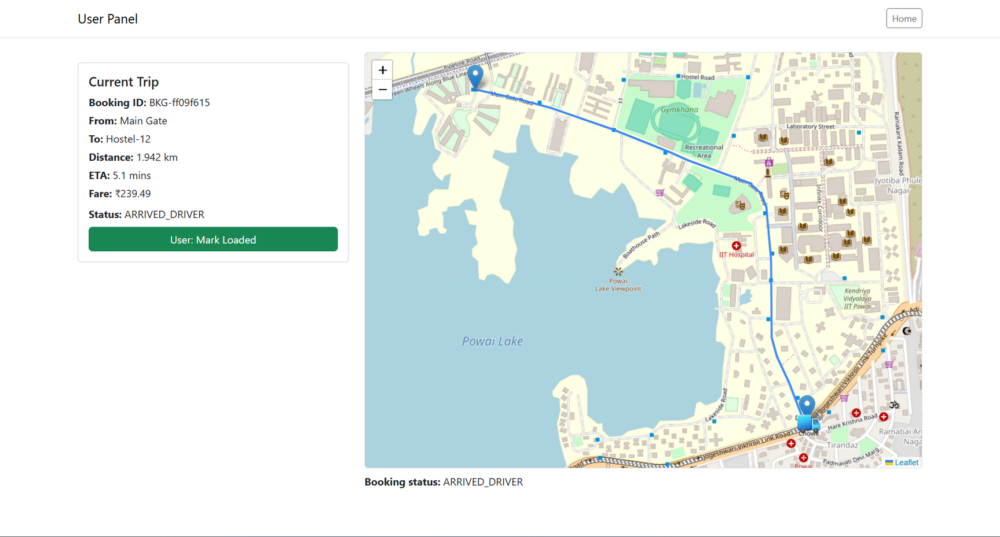 User Panel
Home
Current Trip
Booking ID: BKG-ff09f615
From: Main Gate
To: Hostel-12
Distance: 1.942 km
ETA: 5.1 mins
Fare: ₹239.49
Status: ARRIVED_DRIVER
User: Mark Loaded
+
−
Pipeline Road
reen Wheels Along Blue Line
Main Gate Road
Hostel Road
Gymkhana
Recreational
Area
Laboratory Street
Ramakant Kadam Road
Jyotiba Phule
Nagar
Main Gate Road
Infinite Corridor
Lakeside Road
Boathouse Path
IIT Hospital
Powai
Lake Viewpoint
Kendriya
Vidyalaya
IIT Powai
Powai Lake
Jogeshwari-Vikhroli Link Turnpike
Lakeside Road
Chowk
Hare Krishna Road
Ramabai
Tirandaz
Jogeshwari-Vikhroli Link Road
Padmavati Devi Marg
Powai
Leaflet
Booking status: ARRIVED_DRIVER